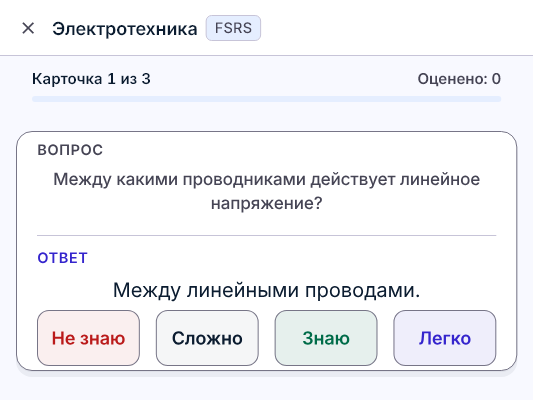 Электротехника FSRS
Карточка 1 из 3 Оценено: 0
ВОПРОС
Между какими проводниками действует линейное
напряжение?
ОТВЕТ
Между линейными проводами.
Не знаю Сложно Знаю Легко